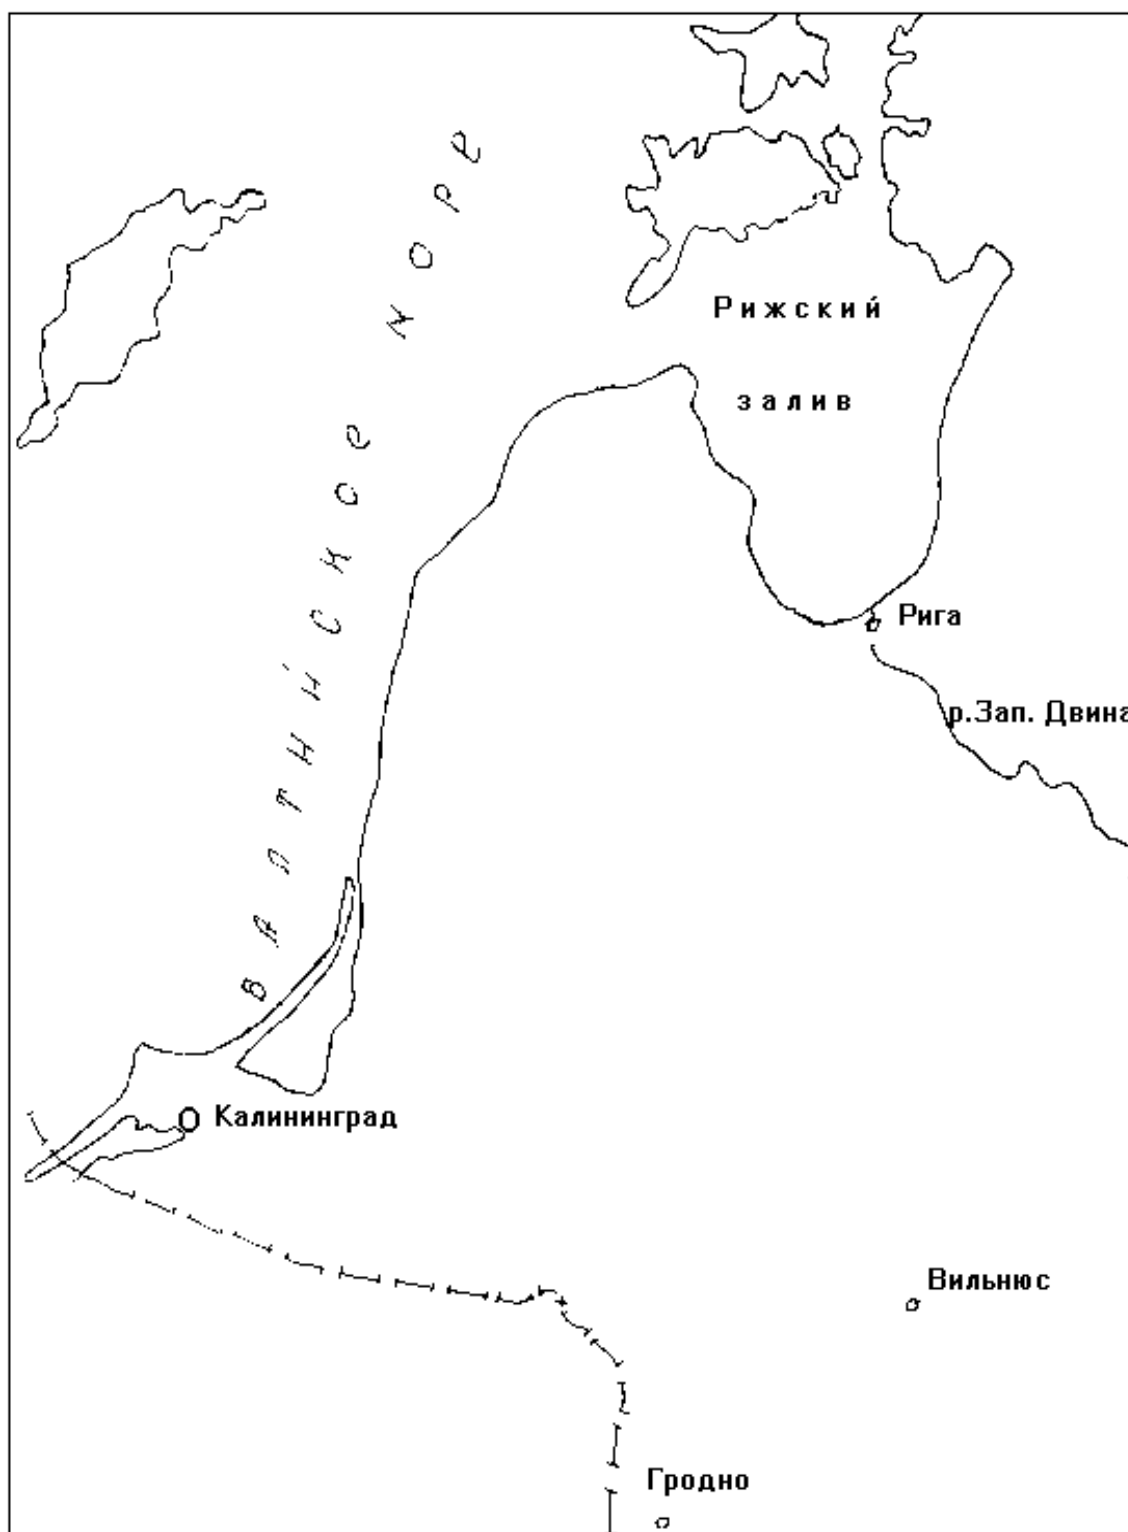 БАЛТИЙСКОЕ МОРЕ
Рижский
залив
Рига
р.Зап. Двина
Калининград
Вильнюс
Гродно